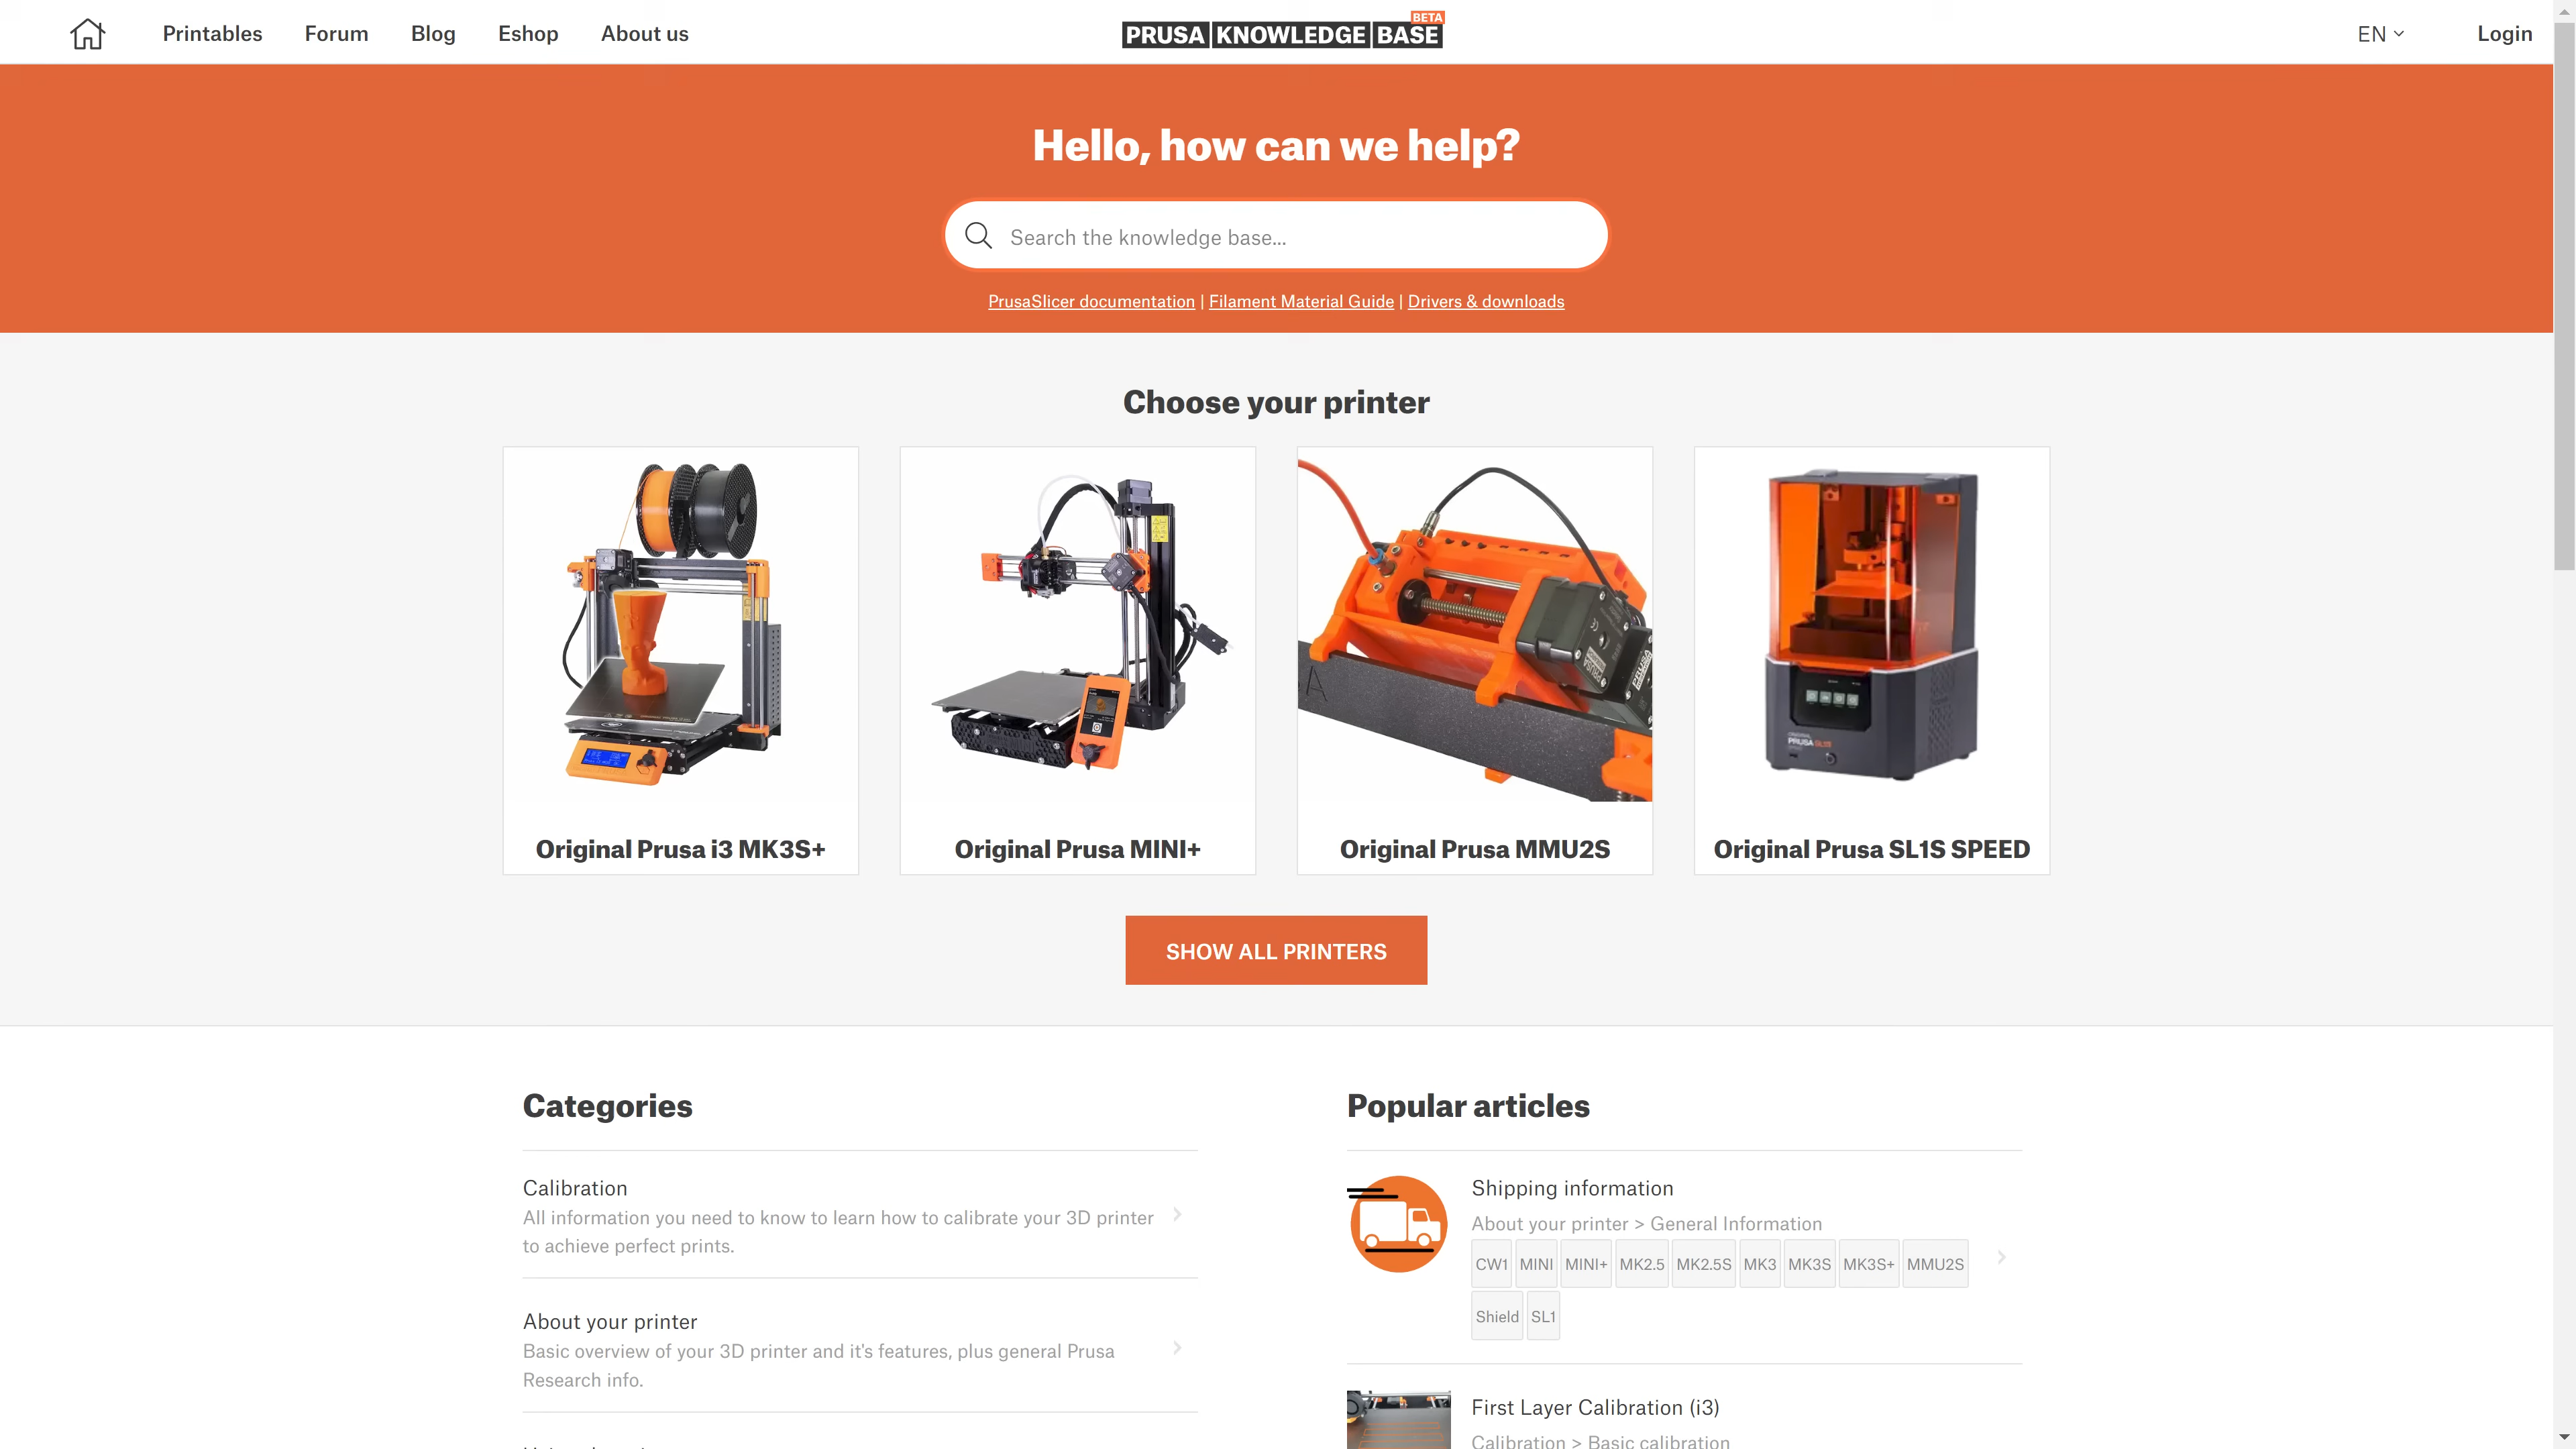 Printables Forum Blog Eshop About us
PRUSA KNOWLEDGE BASE BETA
EN Login
Hello, how can we help?
Search the knowledge base...
PrusaSlicer documentation | Filament Material Guide | Drivers & downloads
Choose your printer
Original Prusa i3 MK3S+
Original Prusa MINI+
Original Prusa MMU2S
Original Prusa SL1S SPEED
SHOW ALL PRINTERS
Categories
Calibration
All information you need to know to learn how to calibrate your 3D printer
to achieve perfect prints.
About your printer
Basic overview of your 3D printer and it's features, plus general Prusa
Research info.
Popular articles
Shipping information
About your printer > General Information
CW1 MINI MINI+ MK2.5 MK2.5S MK3 MK3S MK3S+ MMU2S
Shield SL1
First Layer Calibration (i3)
Calibration > Basic calibration